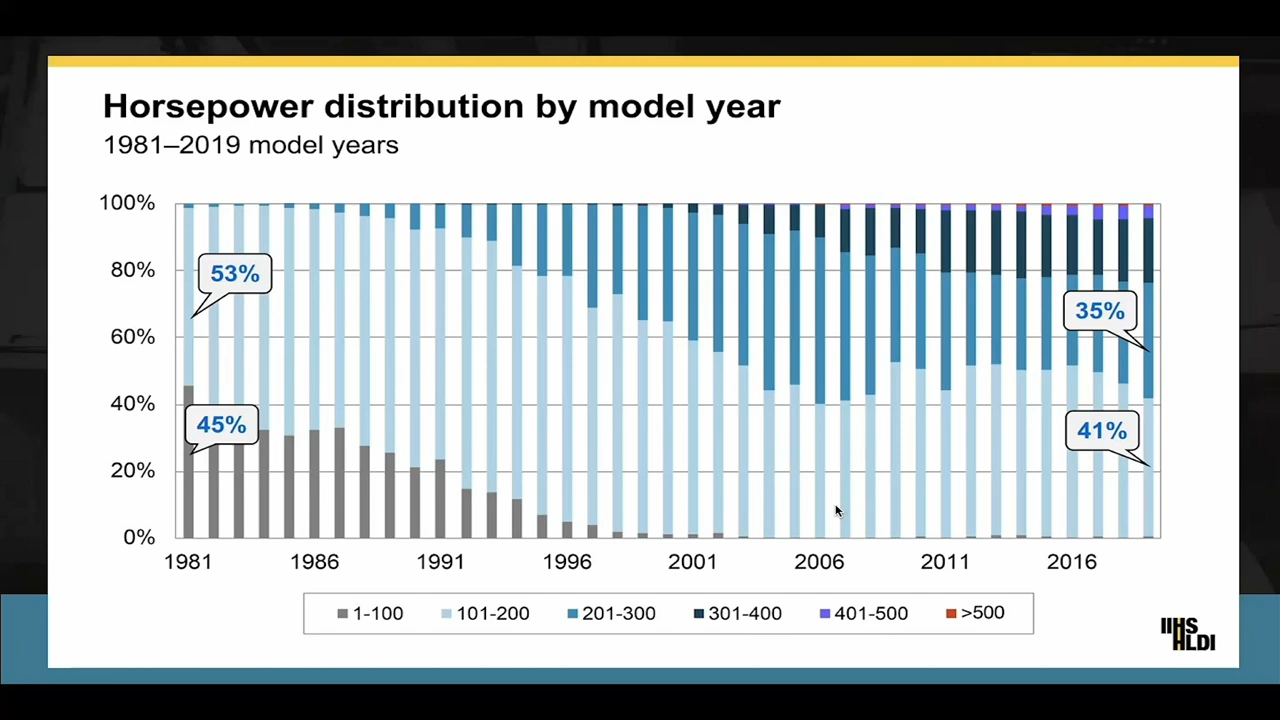 Horsepower distribution by model year
1981–2019 model years
100%
80%
60%
40%
20%
0%
53%
45%
35%
41%
1981 1986 1991 1996 2001 2006 2011 2016
1-100 101-200 201-300 301-400 401-500 >500
IIHS
HLDI